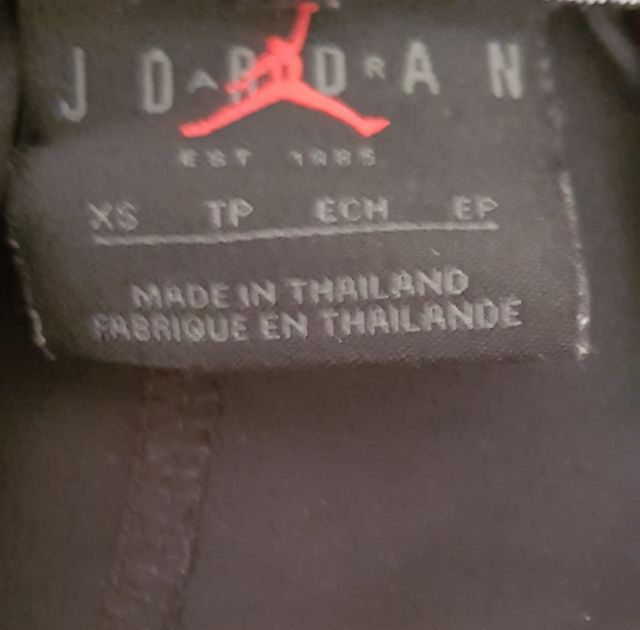 JORDAN
EST 1985
XS TP ECH EP
MADE IN THAILAND
FABRIQUE EN THAILANDE